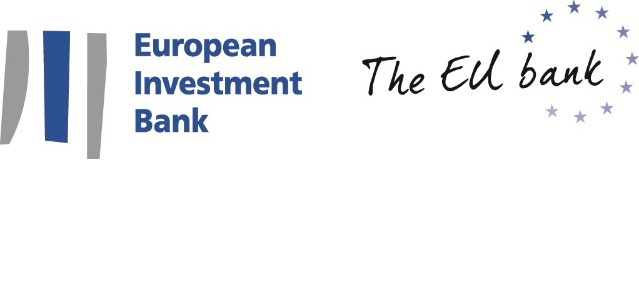 European
Investment
Bank
The EU bank